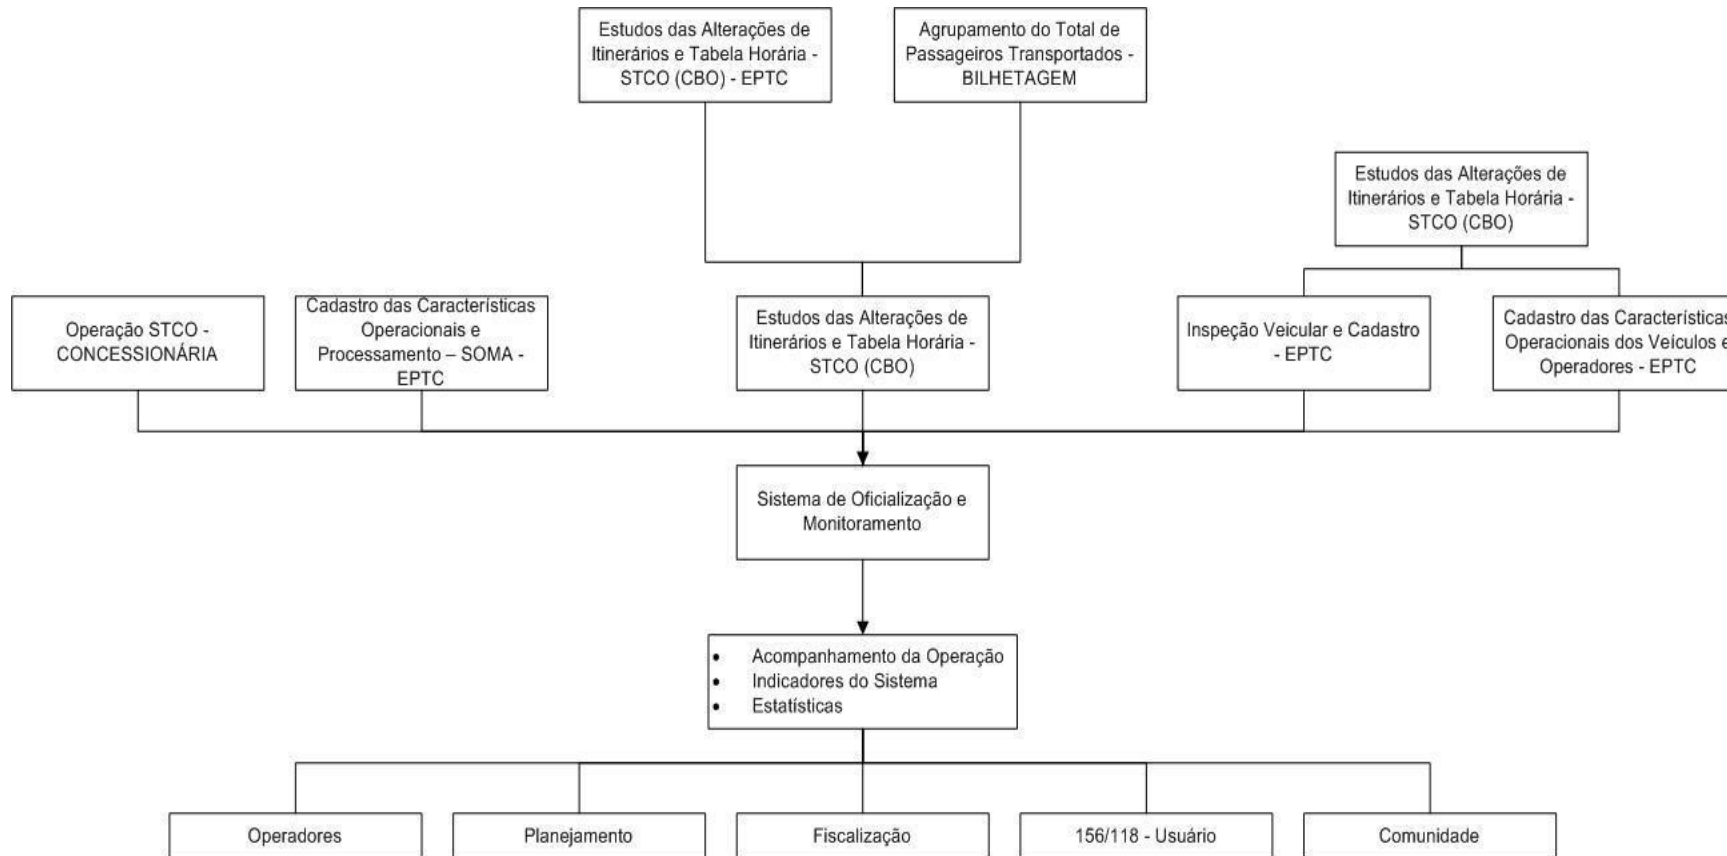 Estudos das Alterações de
Itinerários e Tabela Horária -
STCO (CBO) - EPTC
Agrupamento do Total de
Passageiros Transportados -
BILHETAGEM
Estudos das Alterações de
Itinerários e Tabela Horária -
STCO (CBO)
Operação STCO -
CONCESSIONÁRIA
Cadastro das Características
Operacionais e
Processamento – SOMA -
EPTC
Estudos das Alterações de
Itinerários e Tabela Horária -
STCO (CBO)
Inspeção Veicular e Cadastro
- EPTC
Cadastro das Características
Operacionais dos Veículos e
Operadores - EPTC
Sistema de Oficialização e
Monitoramento
• Acompanhamento da Operação
• Indicadores do Sistema
• Estatísticas
Operadores
Planejamento
Fiscalização
156/118 - Usuário
Comunidade